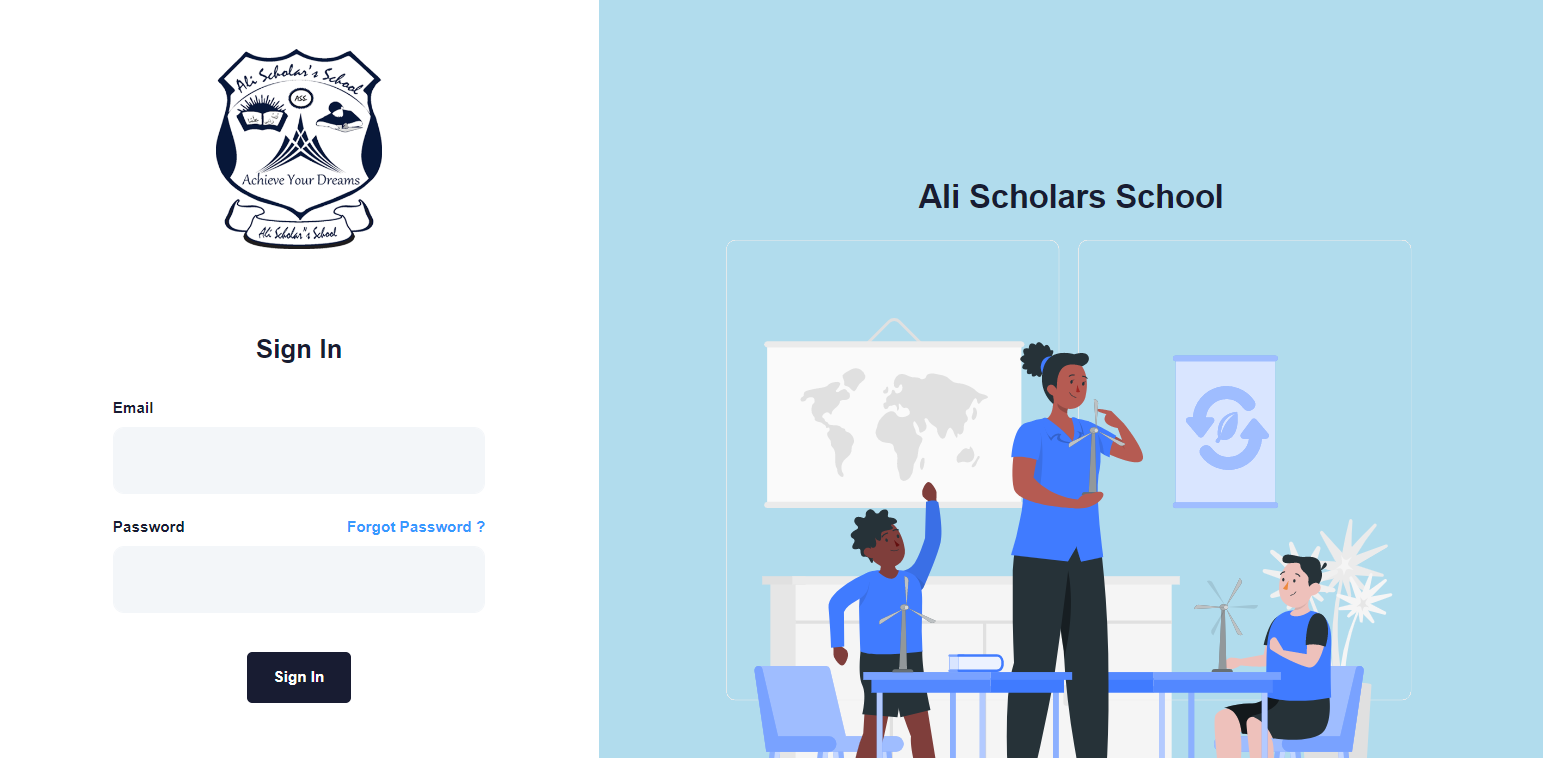 Ali Scholar's School
ASS
Achieve Your Dreams
Ali Scholar"s School
Sign In
Email
Password
Forgot Password ?
Sign In
Ali Scholars School